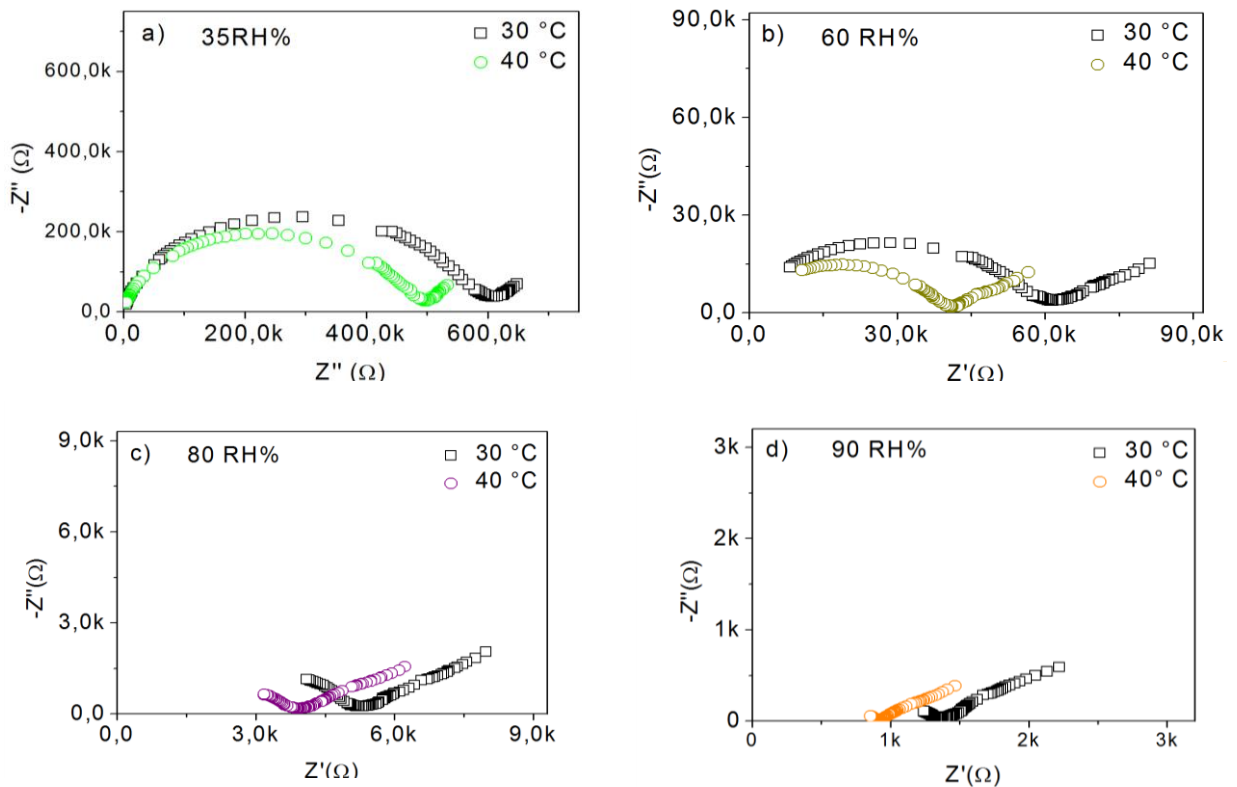 a) 35RH%
30 °C
40 °C
600,0k
400,0k
200,0k
0,0
-Z'' (Ω)
0,0 200,0k 400,0k 600,0k
Z'' (Ω)
b) 60 RH%
30 °C
40 °C
90,0k
60,0k
30,0k
0,0
-Z''(Ω)
0,0 30,0k 60,0k 90,0k
Z'(Ω)
c) 80 RH%
30 °C
40 °C
9,0k
6,0k
3,0k
0,0
-Z''(Ω)
0,0 3,0k 6,0k 9,0k
Z'(Ω)
d) 90 RH%
30 °C
40° C
3k
2k
1k
0
-Z''(Ω)
0 1k 2k 3k
Z'(Ω)